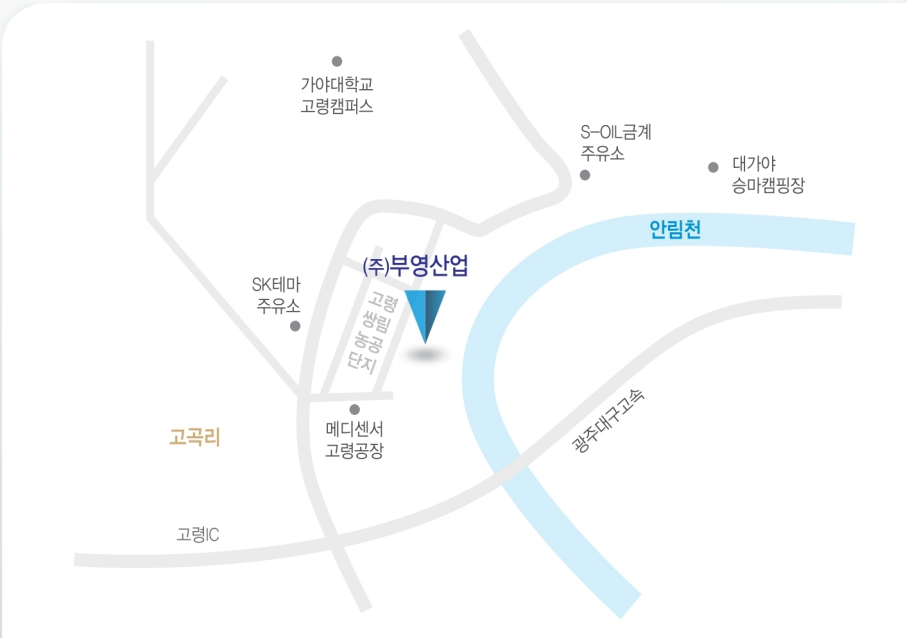 가야대학교
고령캠퍼스
S-OIL금계
주유소
대가야
승마캠핑장
안림천
(주)부영산업
SK테마
주유소
고령
쌍림
농공
단지
광주대구고속
메디센서
고령공장
고곡리
고령IC